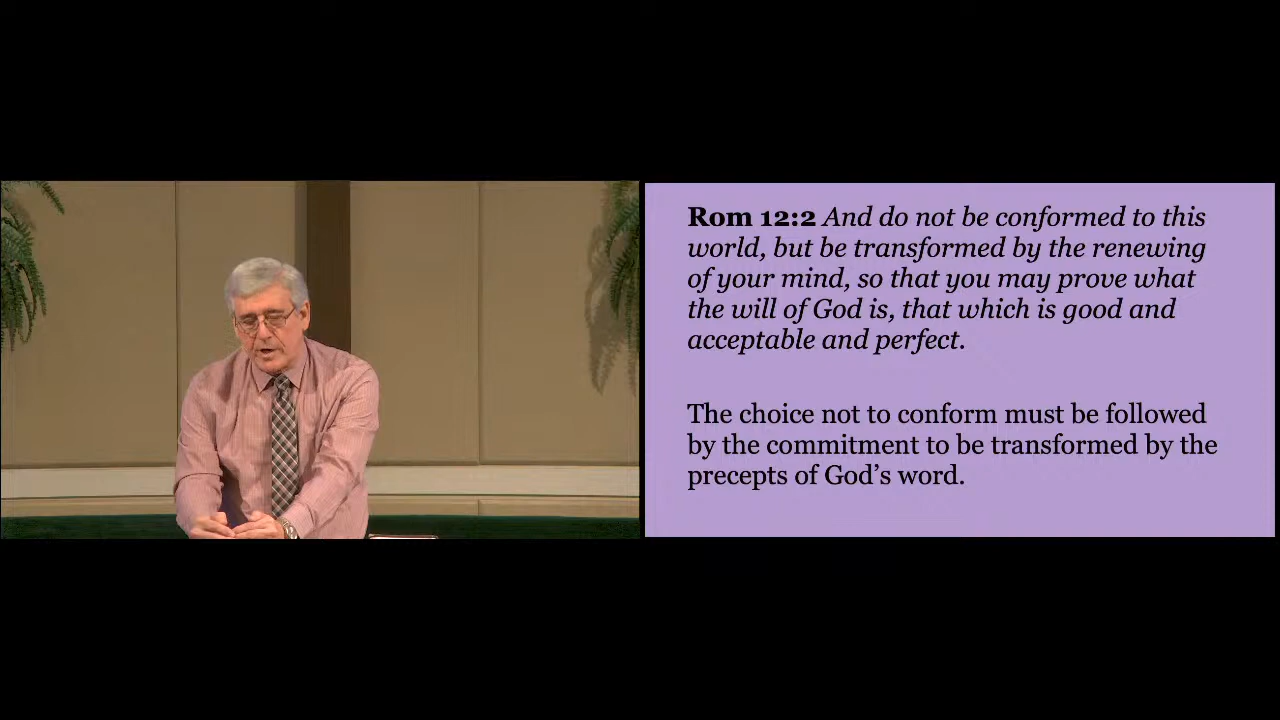 Rom 12:2 And do not be conformed to this
world, but be transformed by the renewing
of your mind, so that you may prove what
the will of God is, that which is good and
acceptable and perfect.
The choice not to conform must be followed
by the commitment to be transformed by the
precepts of God’s word.